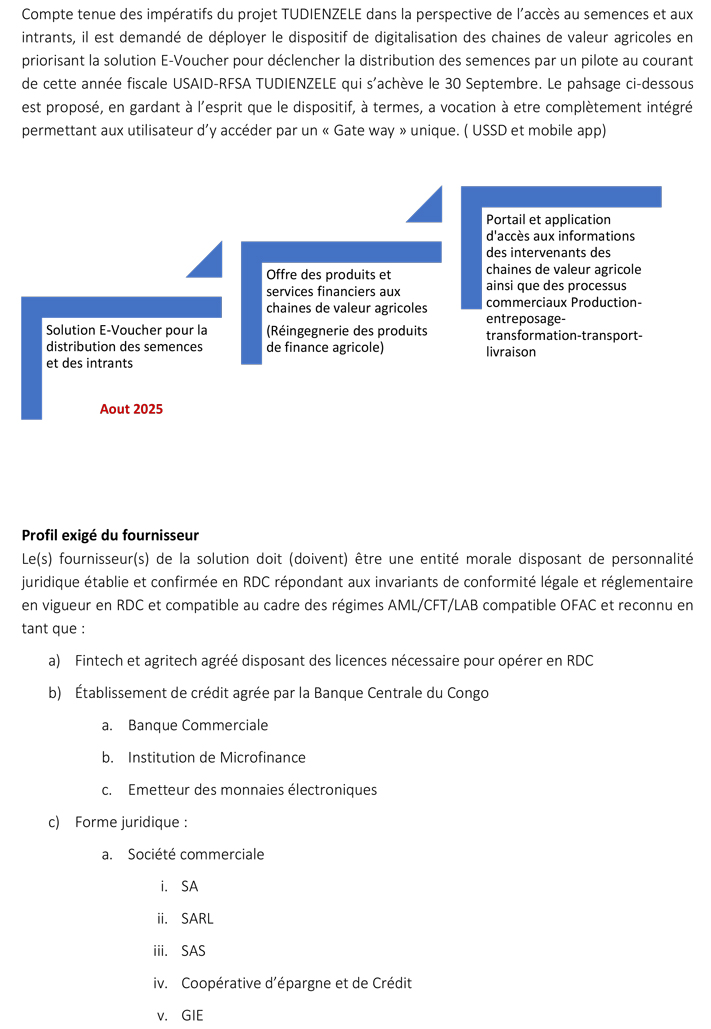 Compte tenue des impératifs du projet TUDIENZELE dans la perspective de l’accès au semences et aux
intrants, il est demandé de déployer le dispositif de digitalisation des chaines de valeur agricoles en
priorisant la solution E-Voucher pour déclencher la distribution des semences par un pilote au courant
de cette année fiscale USAID-RFSA TUDIENZELE qui s’achève le 30 Septembre. Le pahsage ci-dessous
est proposé, en gardant à l’esprit que le dispositif, à termes, a vocation à etre complètement intégré
permettant aux utilisateur d’y accéder par un « Gate way » unique. ( USSD et mobile app)
Solution E-Voucher pour la
distribution des semences
et des intrants
Aout 2025
Offre des produits et
services financiers aux
chaines de valeur agricoles
(Réingegnerie des produits
de finance agricole)
Portail et application
d'accès aux informations
des intervenants des
chaines de valeur agricole
ainsi que des processus
commerciaux Production-
entreposage-
transformation-transport-
livraison
Profil exigé du fournisseur
Le(s) fournisseur(s) de la solution doit (doivent) être une entité morale disposant de personnalité
juridique établie et confirmée en RDC répondant aux invariants de conformité légale et réglementaire
en vigueur en RDC et compatible au cadre des régimes AML/CFT/LAB compatible OFAC et reconnu en
tant que :
a) Fintech et agritech agréé disposant des licences nécessaire pour opérer en RDC
b) Établissement de crédit agrée par la Banque Centrale du Congo
a. Banque Commerciale
b. Institution de Microfinance
c. Emetteur des monnaies électroniques
c) Forme juridique :
a. Société commerciale
i. SA
ii. SARL
iii. SAS
iv. Coopérative d’épargne et de Crédit
v. GIE